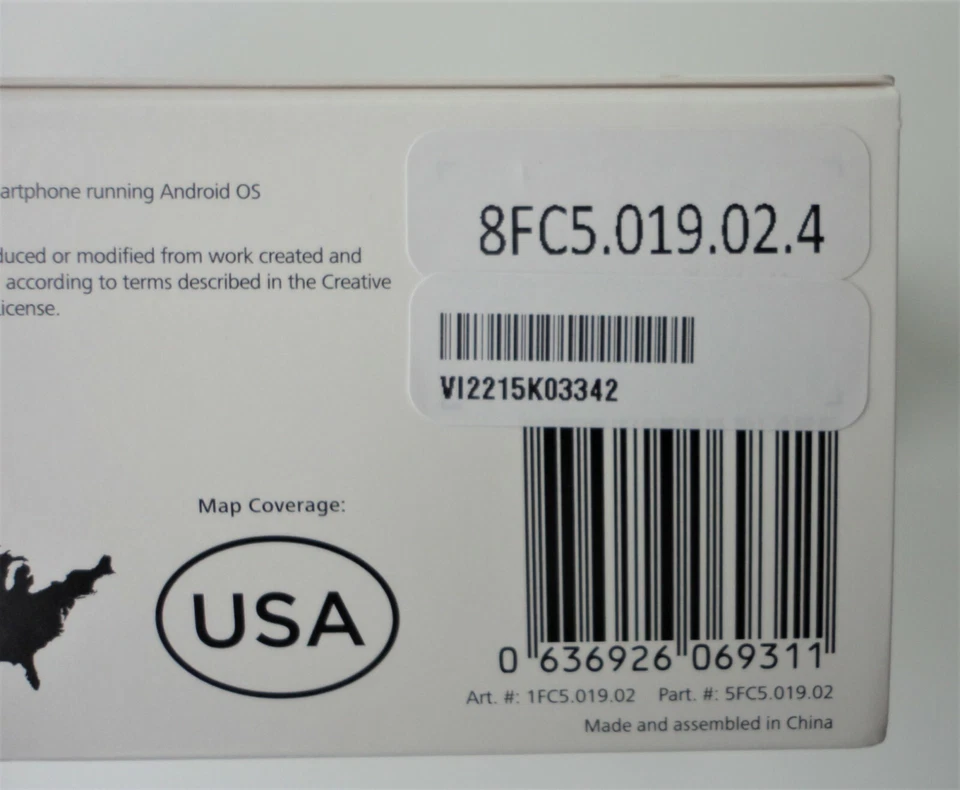 artphone running Android OS
duced or modified from work created and
according to terms described in the Creative
icense.
8FC5.019.02.4
VI2215K03342
Map Coverage:
USA
0 636926 069311
Art. #: 1FC5.019.02 Part. #: 5FC5.019.02
Made and assembled in China